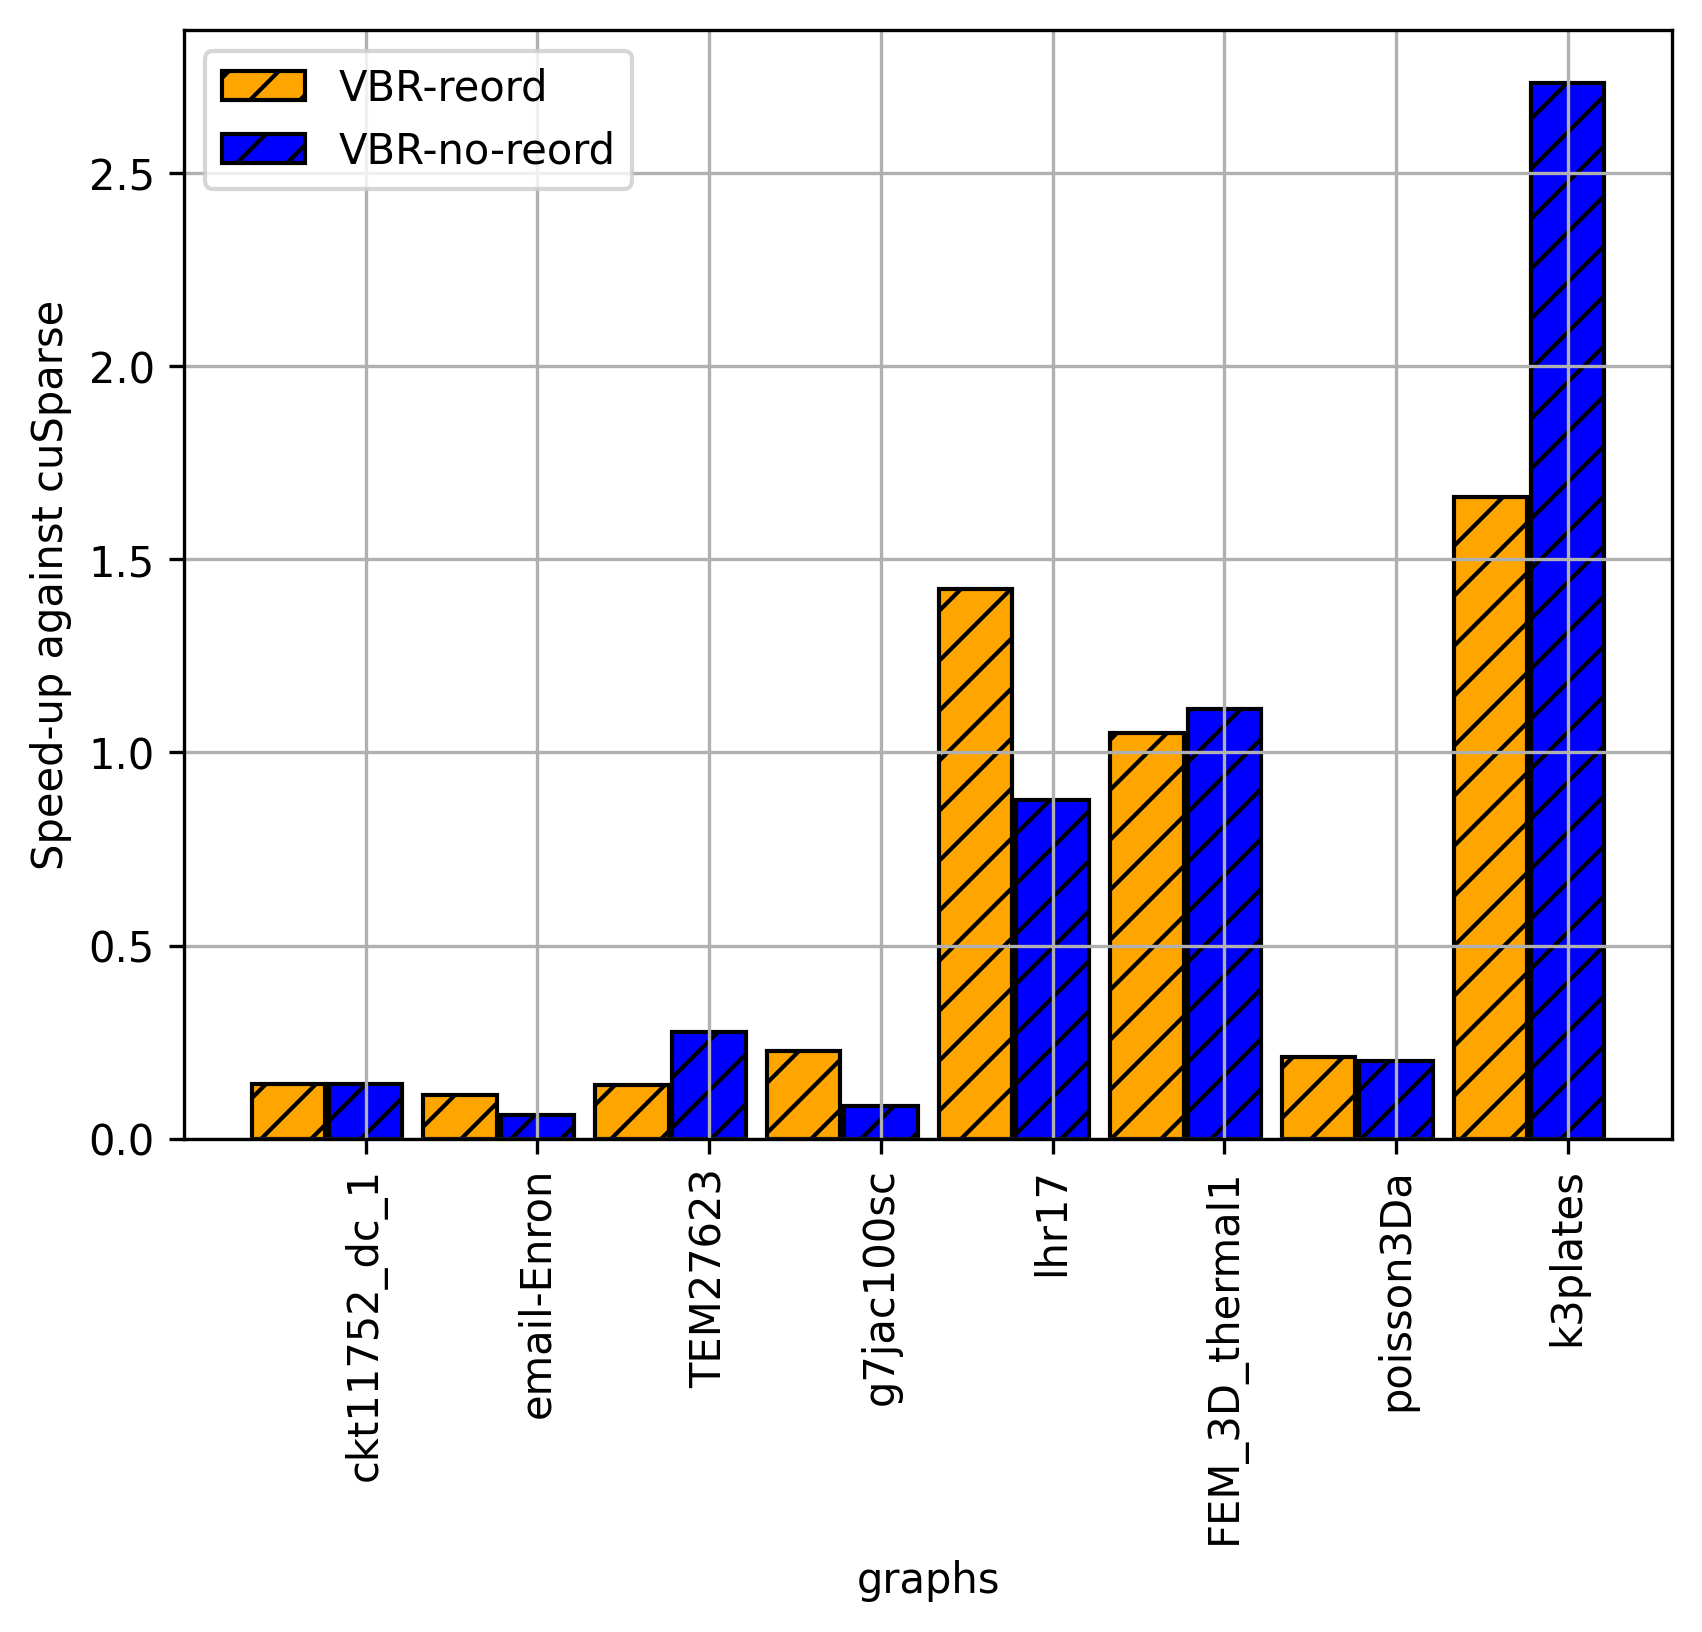 VBR-reord
VBR-no-reord
Speed-up against cuSparse
2.5
2.0
1.5
1.0
0.5
0.0
ckt11752_dc_1
email-Enron
TEM27623
g7jac100sc
lhr17
FEM_3D_thermal1
poisson3Da
k3plates
graphs